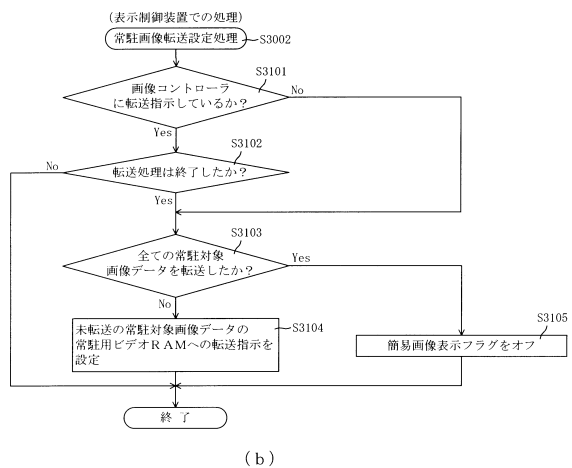 (表示制御装置での処理)
常駐画像転送設定処理
S3002
S3101
画像コントローラ
に転送指示しているか?
No
Yes
S3102
No
転送処理は終了したか?
Yes
S3103
全ての常駐対象
画像データを転送したか?
Yes
No
S3104
未転送の常駐対象画像データの
常駐用ビデオRAMへの転送指示を
設定
S3105
簡易画像表示フラグをオフ
終了
(b)